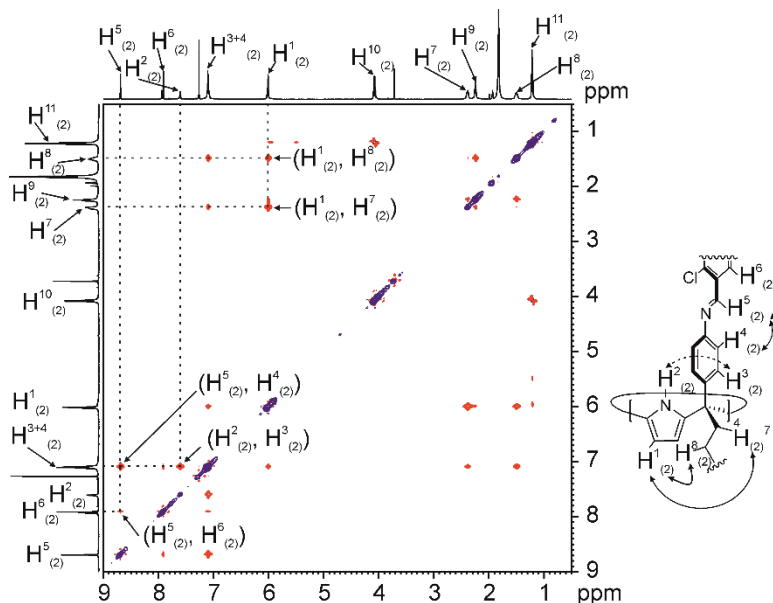 H⁵₍₂₎ H²₍₂₎ H⁶₍₂₎ H³⁺⁴₍₂₎ H¹₍₂₎ H¹⁰₍₂₎ H⁷₍₂₎ H⁹₍₂₎ H⁸₍₂₎ H¹¹₍₂₎
ppm
H¹¹₍₂₎
H⁸₍₂₎
H⁹₍₂₎
H⁷₍₂₎
H¹⁰₍₂₎
H¹₍₂₎
H³⁺⁴₍₂₎
H²₍₂₎
H⁶₍₂₎
H⁵₍₂₎
(H¹₍₂₎, H⁸₍₂₎)
(H¹₍₂₎, H⁷₍₂₎)
(H⁵₍₂₎, H⁴₍₂₎)
(H²₍₂₎, H³₍₂₎)
(H⁵₍₂₎, H⁶₍₂₎)
1
2
3
4
5
6
7
8
9
9 8 7 6 5 4 3 2 1 ppm
Cl H⁶₍₂₎
H⁵₍₂₎
N
H⁴₍₂₎
H²₍₂₎ H³₍₂₎
N
4
H⁷₍₂₎
H¹₍₂₎ H⁸₍₂₎